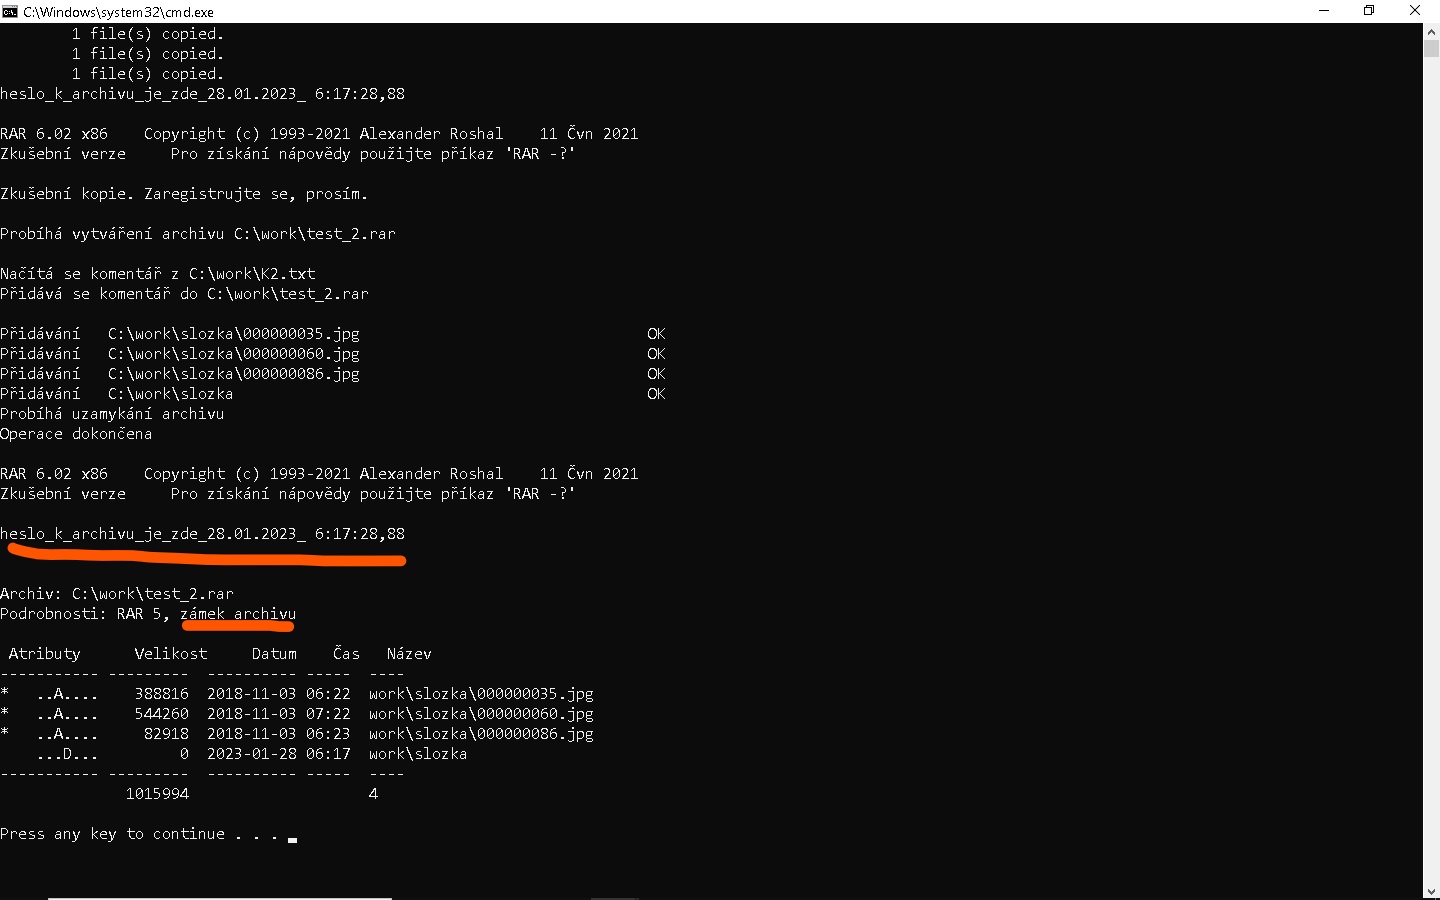 C:\Windows\system32\cmd.exe
1 file(s) copied.
1 file(s) copied.
1 file(s) copied.
heslo_k_archivu_je_zde_28.01.2023_ 6:17:28,88
RAR 6.02 x86    Copyright (c) 1993-2021 Alexander Roshal    11 Čvn 2021
Zkušební verze     Pro získání nápovědy použijte příkaz 'RAR -?'
Zkušební kopie. Zaregistrujte se, prosím.
Probíhá vytváření archivu C:\work\test_2.rar
Načítá se komentář z C:\work\K2.txt
Přidává se komentář do C:\work\test_2.rar
Přidávání   C:\work\slozka\000000035.jpg                                OK
Přidávání   C:\work\slozka\000000060.jpg                                OK
Přidávání   C:\work\slozka\000000086.jpg                                OK
Přidávání   C:\work\slozka                                              OK
Probíhá uzamykání archivu
Operace dokončena
RAR 6.02 x86    Copyright (c) 1993-2021 Alexander Roshal    11 Čvn 2021
Zkušební verze     Pro získání nápovědy použijte příkaz 'RAR -?'
heslo_k_archivu_je_zde_28.01.2023_ 6:17:28,88
Archiv: C:\work\test_2.rar
Podrobnosti: RAR 5, zámek archivu
Atributy      Velikost     Datum    Čas   Název
----------- ---------  ---------- -----  ----
*   ..A....    388816  2018-11-03 06:22  work\slozka\000000035.jpg
*   ..A....    544260  2018-11-03 07:22  work\slozka\000000060.jpg
*   ..A....     82918  2018-11-03 06:23  work\slozka\000000086.jpg
...D...         0  2023-01-28 06:17  work\slozka
----------- ---------  ---------- -----  ----
1015994                    4
Press any key to continue . . .